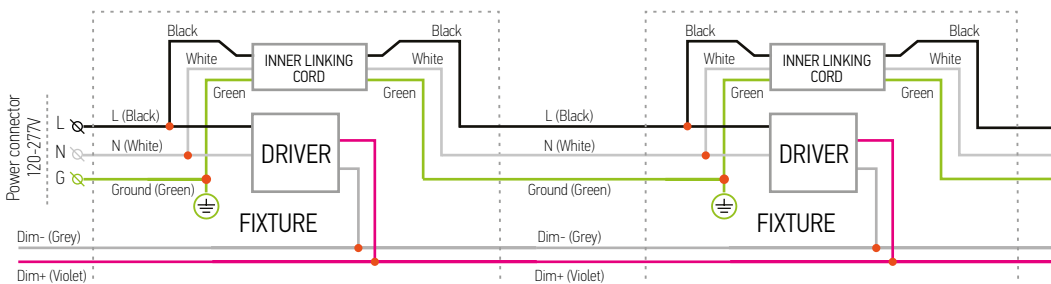 Black
Black
White
INNER LINKING
CORD
White
Green
Green
Power connector
120-277V
L
L (Black)
N
N (White)
G
Ground (Green)
DRIVER
FIXTURE
Dim- (Grey)
Dim+ (Violet)
Black
Black
White
INNER LINKING
CORD
White
Green
Green
L (Black)
N (White)
Ground (Green)
DRIVER
FIXTURE
Dim- (Grey)
Dim+ (Violet)